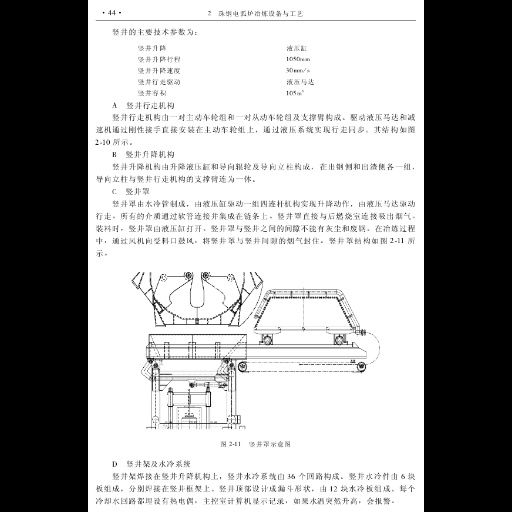 • 44 •
2 珠钢电弧炉冶炼设备与工艺
竖井的主要技术参数为：
竖井升降 液压缸
竖井升降行程 1050mm
竖井升降速度 30mm/s
竖井行走驱动 液压马达
竖井容积 105m³
A 竖井行走机构
竖井行走机构由一对主动车轮组和一对从动车轮组及支撑臂构成。驱动液压马达和减
速机通过刚性接手直接安装在主动车轮组上，通过液压系统实现行走同步。其结构如图
2-10 所示。
B 竖井升降机构
竖井升降机构由升降液压缸和导向辊轮及导向立柱构成，在出钢侧和出渣侧各一组，
导向立柱与竖井行走机构的支撑臂连为一体。
C 竖井罩
竖井罩由水冷管制成，由液压缸驱动一组四连杆机构实现升降动作，由液压马达驱动
行走，所有的介质通过软管连接并集成在链条上。竖井罩直接与后燃烧室连接吸出烟气。
装料时，竖井罩由液压缸打开，竖井罩与竖井之间的间隙不能有灰尘和废钢。在冶炼过程
中，通过风机向受料口鼓风，将竖井罩与竖井间隙的烟气封住。竖井罩结构如图 2-11 所
示。
图 2-11 竖井罩示意图
D 竖井架及水冷系统
竖井架焊接在竖井升降机构上，竖井水冷系统由 36 个回路构成。竖井水冷件由 6 块
板组成，分别焊接在竖井框架上。竖井顶部设计成漏斗形状，由 12 块水冷板组成。每个
冷却水回路都埋设有热电偶，主控室计算机显示记录，如果水温突然升高，会报警。